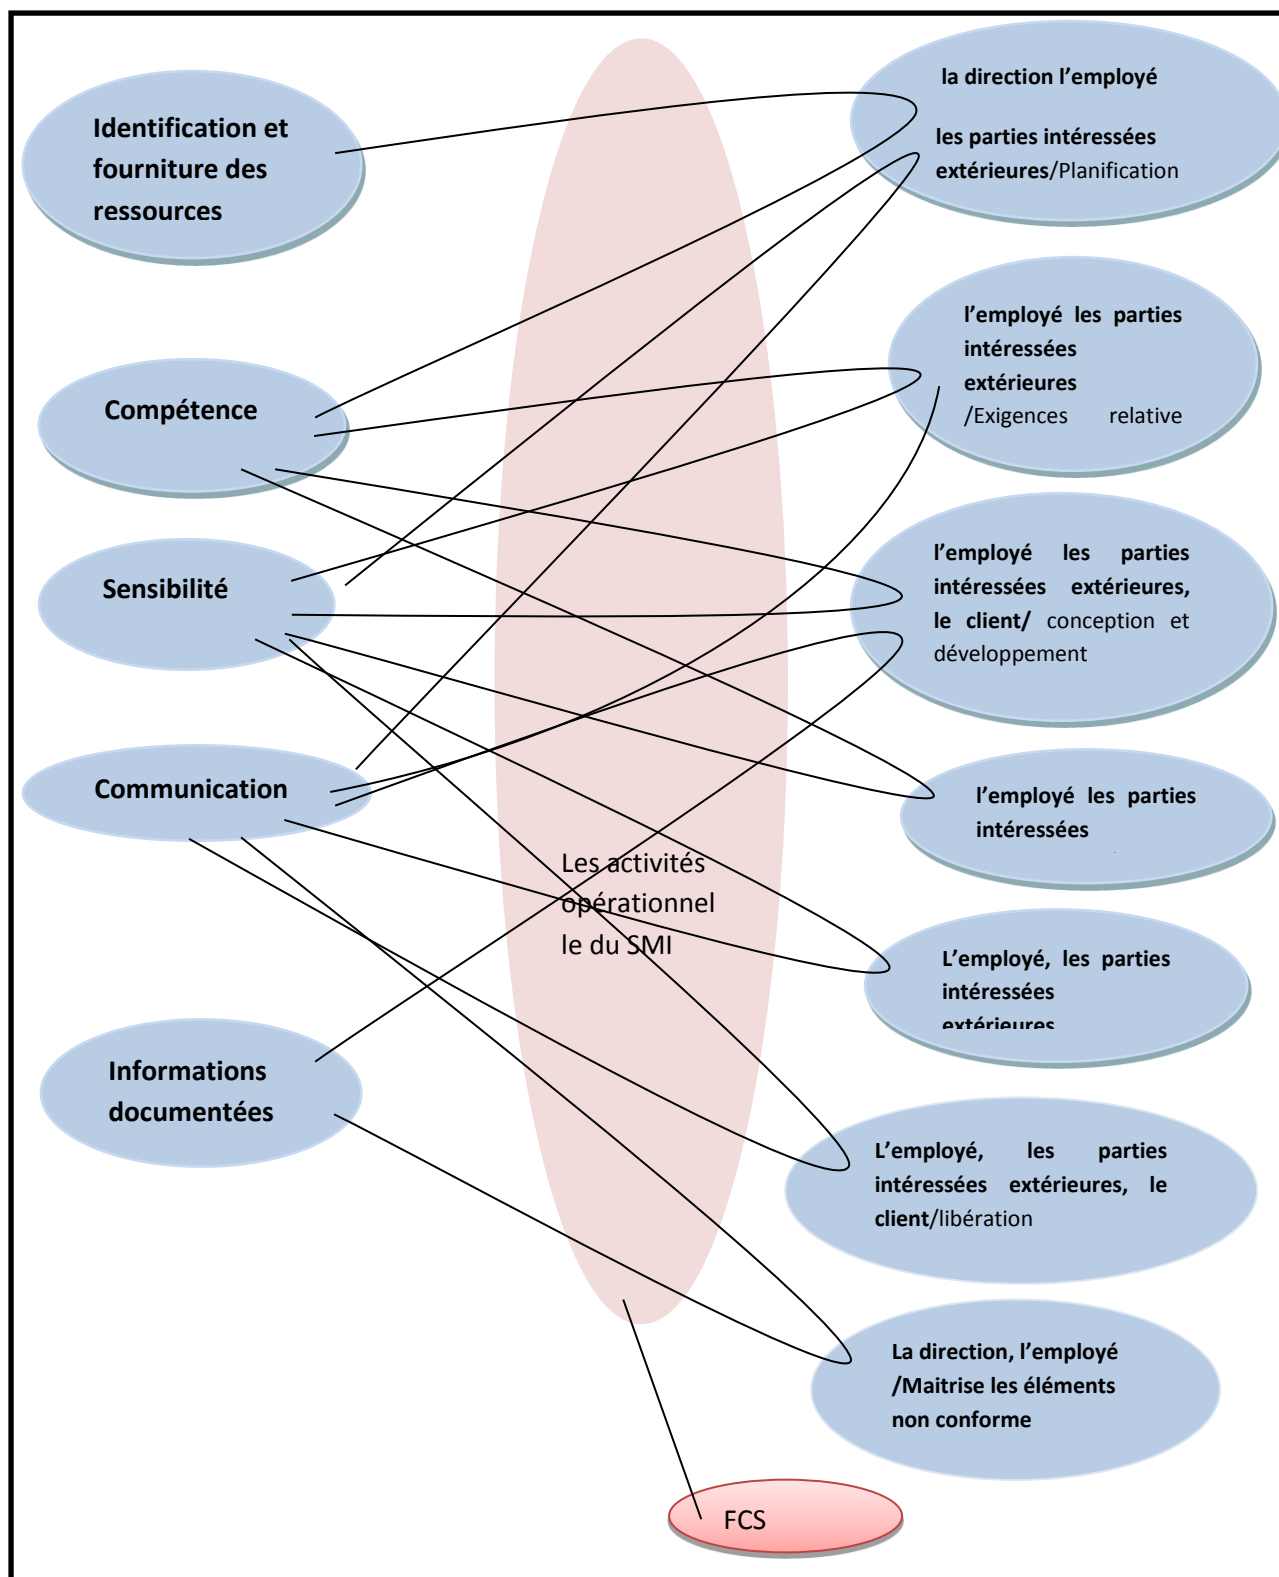 Identification et
fourniture des
ressources
Compétence
Sensibilité
Communication
Informations
documentées
Les activités
opérationnel
le du SMI
la direction l’employé
les parties intéressées
extérieures/Planification
l’employé les parties
intéressées
extérieures
/Exigences relative
l’employé les parties
intéressées extérieures,
le client/ conception et
développement
l’employé les parties
intéressées
L’employé, les parties
intéressées
extérieures
L’employé, les parties
intéressées extérieures, le
client/libération
La direction, l’employé
/Maitrise les éléments
non conforme
FCS